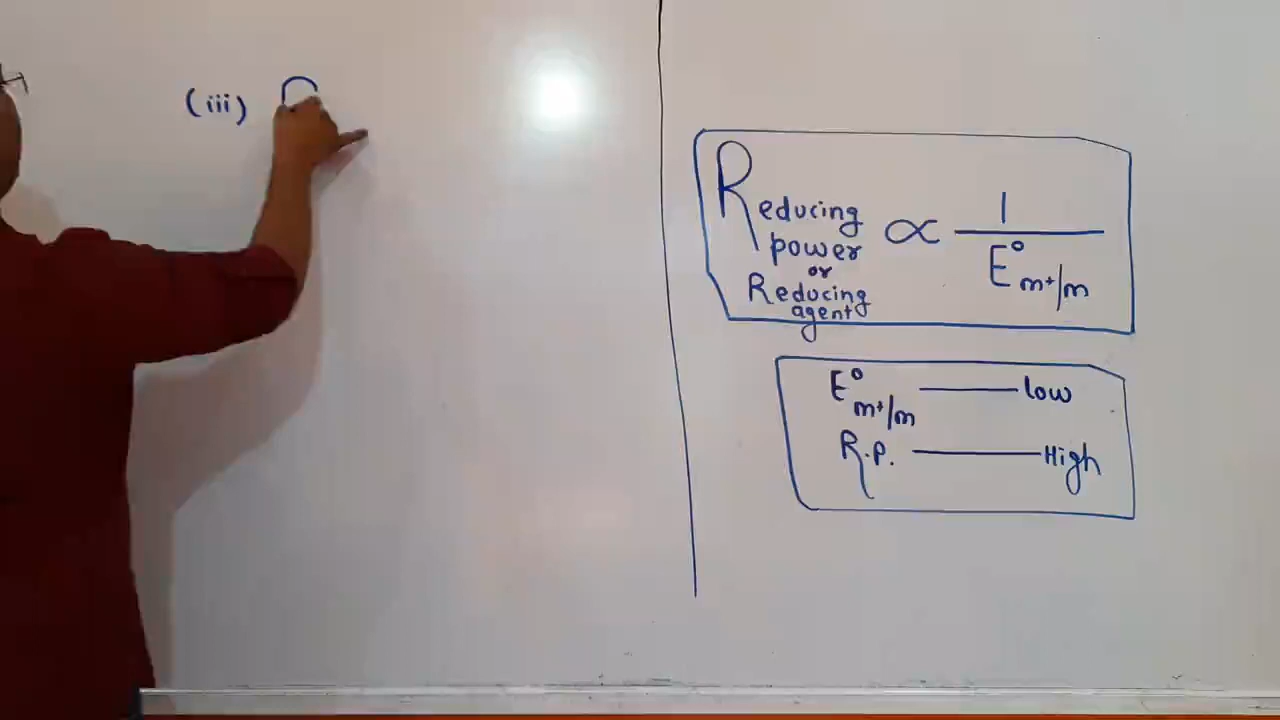 (iii)
Reducing power or Reducing agent ∝ 1 / E° m⁺/m
E° m⁺/m —— low
R.P. —— High